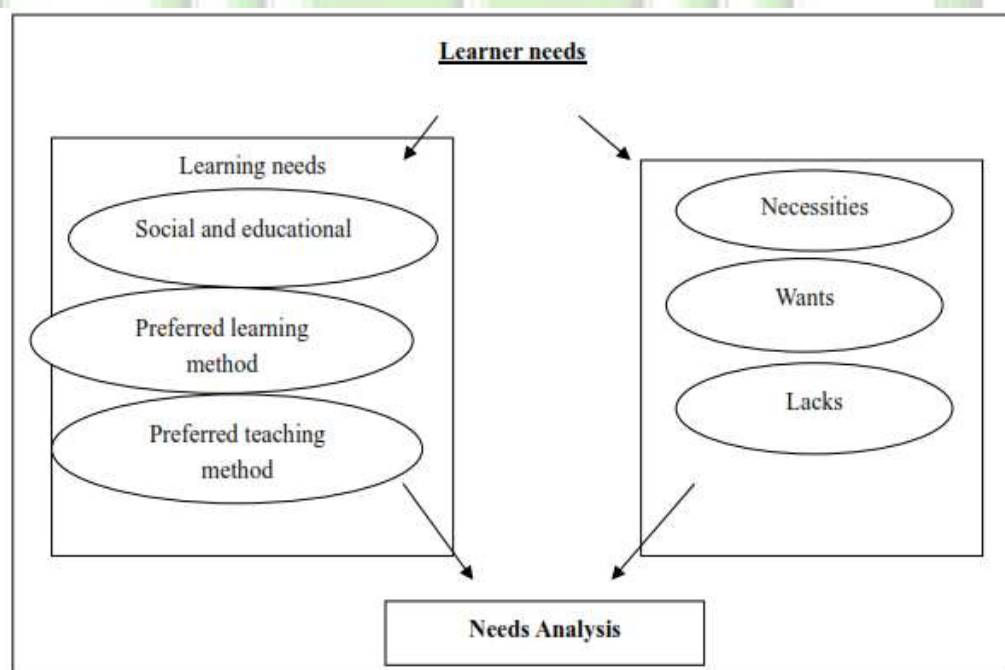 Learner needs
Learning needs
Social and educational
Preferred learning
method
Preferred teaching
method
Necessities
Wants
Lacks
Needs Analysis